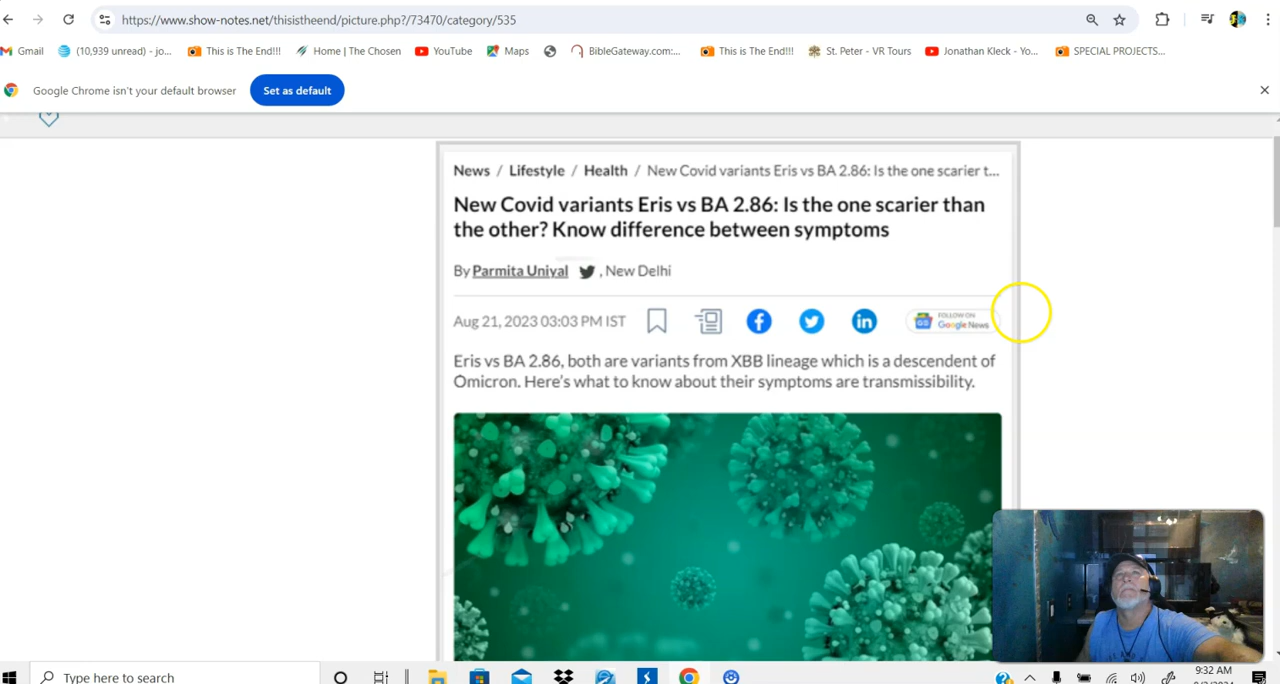 https://www.show-notes.net/thisistheend/picture.php?/73470/category/535
Gmail
(10,939 unread) - jo...
This is The End!!!
Home | The Chosen
YouTube
Maps
BibleGateway.com:...
This is The End!!!
St. Peter - VR Tours
Jonathan Kleck - Yo...
SPECIAL PROJECTS...
Google Chrome isn't your default browser
Set as default
News / Lifestyle / Health / New Covid variants Eris vs BA 2.86: Is the one scarier t...
New Covid variants Eris vs BA 2.86: Is the one scarier than
the other? Know difference between symptoms
By Parmita Uniyal , New Delhi
Aug 21, 2023 03:03 PM IST
FOLLOW ON
Google News
Eris vs BA 2.86, both are variants from XBB lineage which is a descendent of
Omicron. Here's what to know about their symptoms are transmissibility.
Type here to search
9:32 AM